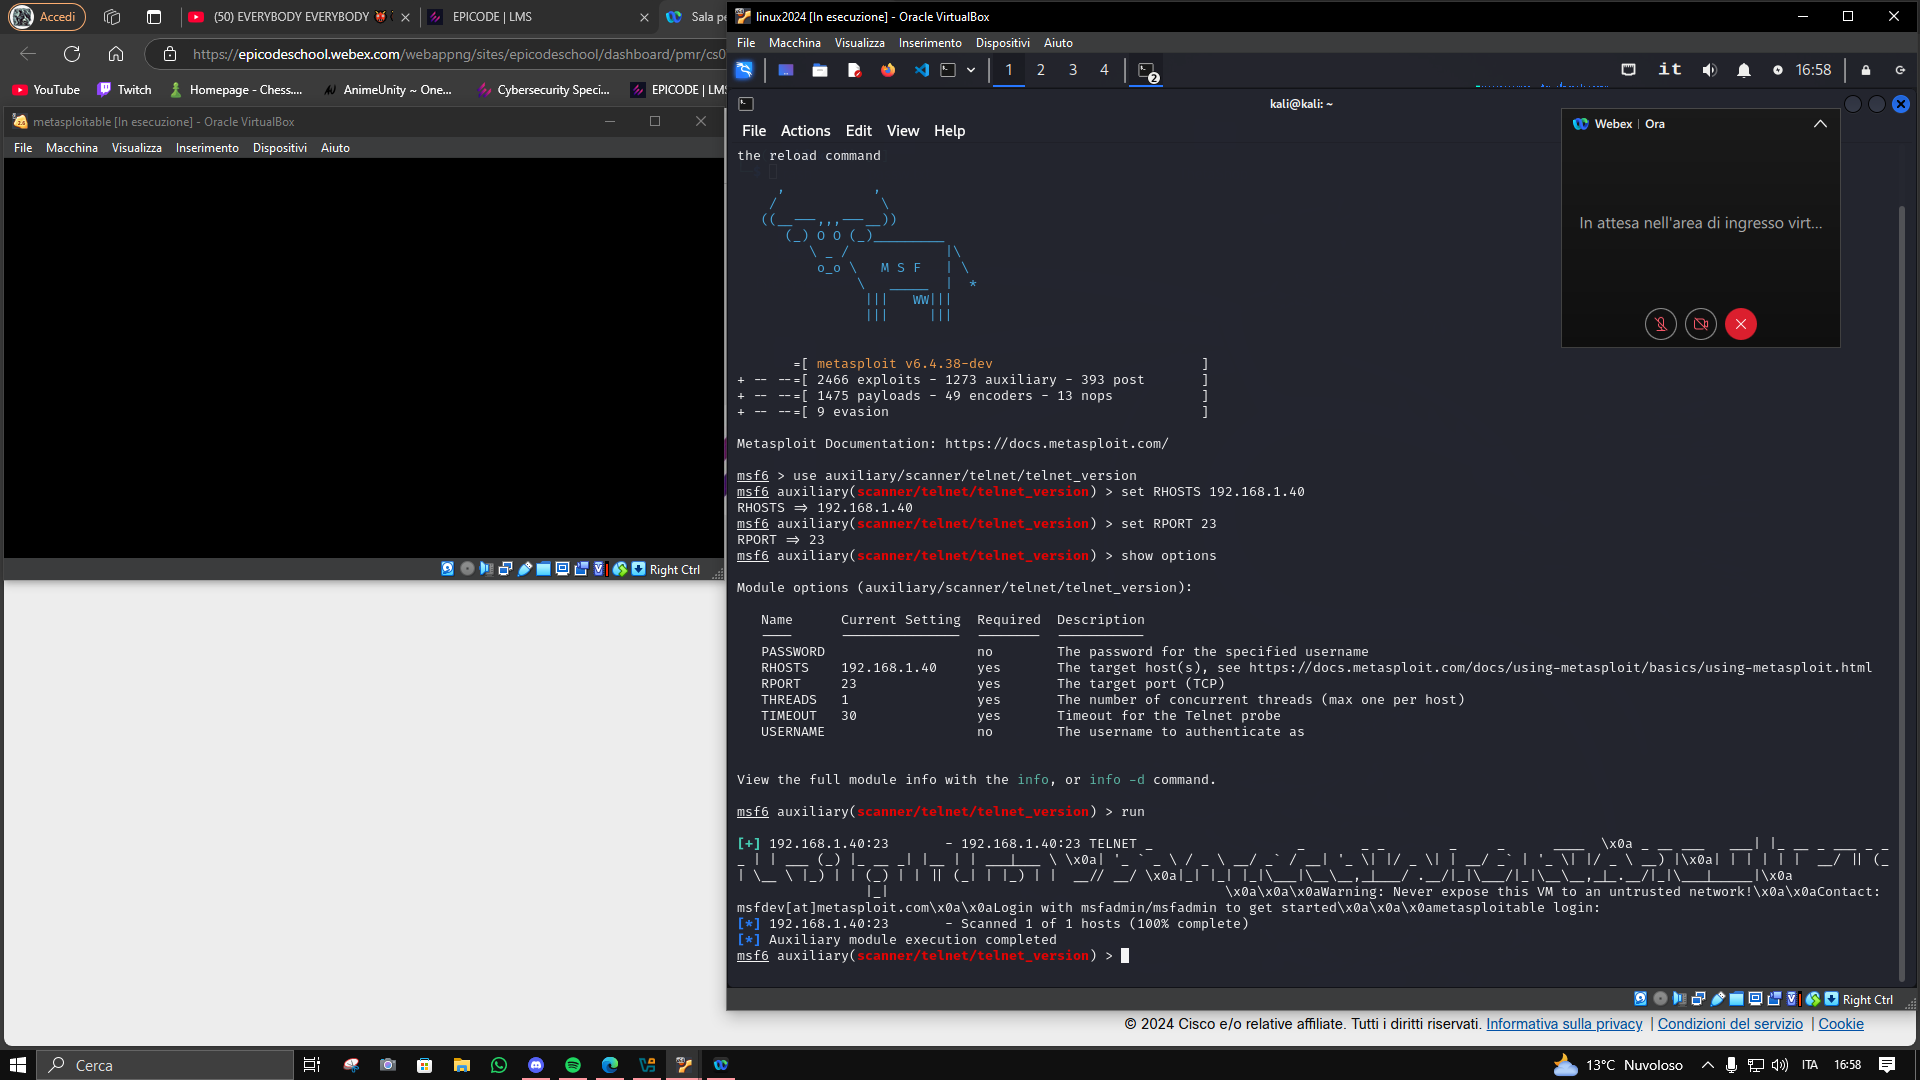 Accedi
(50) EVERYBODY EVERYBODY
EPICODE | LMS
Sala pe
https://epicodeschool.webex.com/webappng/sites/epicodeschool/dashboard/pmr/cs0
YouTube
Twitch
Homepage - Chess....
AnimeUnity ~ One...
Cybersecurity Speci...
EPICODE | LMS
metasploitable [In esecuzione] - Oracle VirtualBox
File Macchina Visualizza Inserimento Dispositivi Aiuto
Right Ctrl
linux2024 [In esecuzione] - Oracle VirtualBox
File Macchina Visualizza Inserimento Dispositivi Aiuto
1 2 3 4
2
it
16:58
kali@kali: ~
File Actions Edit View Help
Webex | Ora
In attesa nell'area di ingresso virt...
the reload command
M S F
=[ metasploit v6.4.38-dev ]
+ -- --=[ 2466 exploits - 1273 auxiliary - 393 post ]
+ -- --=[ 1475 payloads - 49 encoders - 13 nops ]
+ -- --=[ 9 evasion ]
Metasploit Documentation: https://docs.metasploit.com/
msf6 > use auxiliary/scanner/telnet/telnet_version
msf6 auxiliary(scanner/telnet/telnet_version) > set RHOSTS 192.168.1.40
RHOSTS => 192.168.1.40
msf6 auxiliary(scanner/telnet/telnet_version) > set RPORT 23
RPORT => 23
msf6 auxiliary(scanner/telnet/telnet_version) > show options
Module options (auxiliary/scanner/telnet/telnet_version):
Name Current Setting Required Description
PASSWORD no The password for the specified username
RHOSTS 192.168.1.40 yes The target host(s), see https://docs.metasploit.com/docs/using-metasploit/basics/using-metasploit.html
RPORT 23 yes The target port (TCP)
THREADS 1 yes The number of concurrent threads (max one per host)
TIMEOUT 30 yes Timeout for the Telnet probe
USERNAME no The username to authenticate as
View the full module info with the info, or info -d command.
msf6 auxiliary(scanner/telnet/telnet_version) > run
[+] 192.168.1.40:23 - 192.168.1.40:23 TELNET
\x0a\x0a\x0aWarning: Never expose this VM to an untrusted network!\x0a\x0aContact:
msfdev[at]metasploit.com\x0a\x0aLogin with msfadmin/msfadmin to get started\x0a\x0a\x0ametasploitable login:
[*] 192.168.1.40:23 - Scanned 1 of 1 hosts (100% complete)
[*] Auxiliary module execution completed
msf6 auxiliary(scanner/telnet/telnet_version) >
Right Ctrl
© 2024 Cisco e/o relative affiliate. Tutti i diritti riservati. Informativa sulla privacy | Condizioni del servizio | Cookie
Cerca
13°C Nuvoloso
ITA
16:58